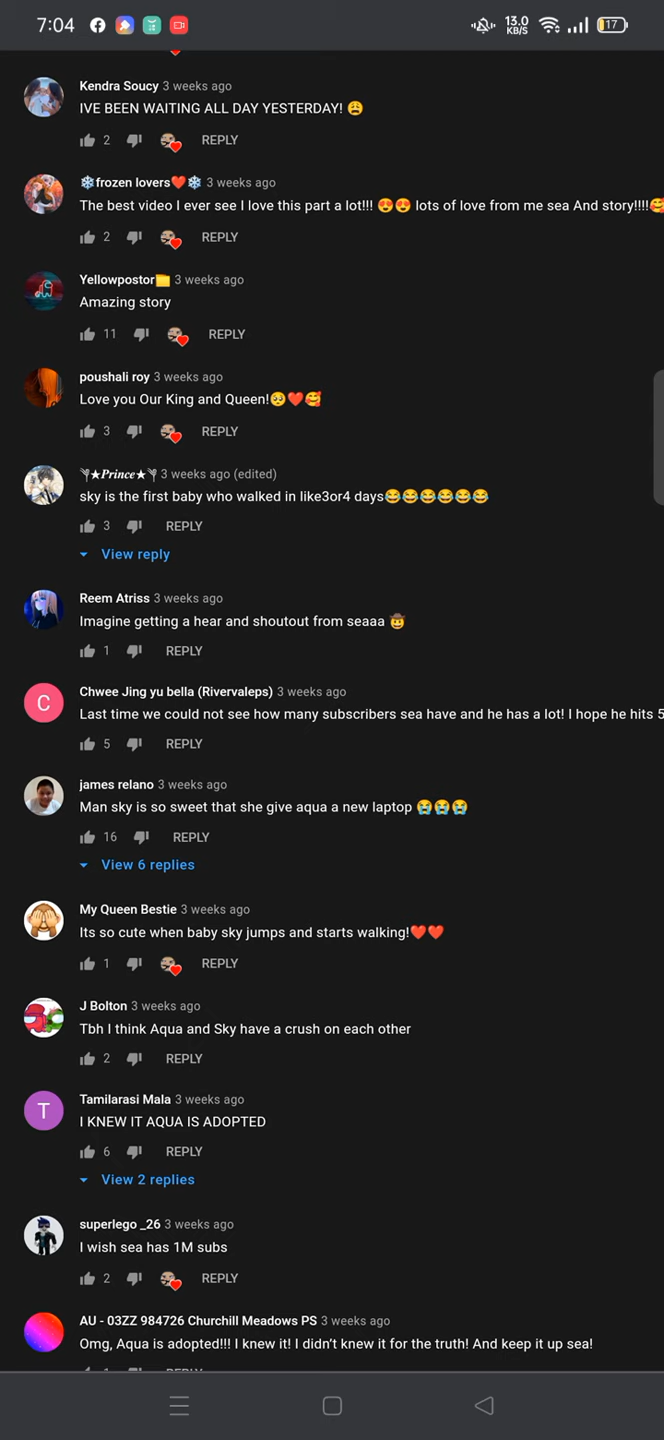 7:04 13.0 KB/S 17
Kendra Soucy 3 weeks ago
IVE BEEN WAITING ALL DAY YESTERDAY! 😩
2 REPLY
❄️frozen lovers❤️❄️ 3 weeks ago
The best video I ever see I love this part a lot!!! 😍😍 lots of love from me sea And story!!!!🥰
2 REPLY
Yellowpostor📁 3 weeks ago
Amazing story
11 REPLY
poushali roy 3 weeks ago
Love you Our King and Queen!🥺❤️🥰
3 REPLY
★𝑷𝒓𝒊𝒏𝒄𝒆★ 3 weeks ago (edited)
sky is the first baby who walked in like3or4 days😂😂😂😂😂😂
3 REPLY
View reply
Reem Atriss 3 weeks ago
Imagine getting a hear and shoutout from seaaa 🤠
1 REPLY
C
Chwee Jing yu bella (Rivervaleps) 3 weeks ago
Last time we could not see how many subscribers sea have and he has a lot! I hope he hits 5
5 REPLY
james relano 3 weeks ago
Man sky is so sweet that she give aqua a new laptop 😭😭😭
16 REPLY
View 6 replies
My Queen Bestie 3 weeks ago
Its so cute when baby sky jumps and starts walking!❤️❤️
1 REPLY
J Bolton 3 weeks ago
Tbh I think Aqua and Sky have a crush on each other
2 REPLY
T
Tamilarasi Mala 3 weeks ago
I KNEW IT AQUA IS ADOPTED
6 REPLY
View 2 replies
superlego _26 3 weeks ago
I wish sea has 1M subs
2 REPLY
AU - 03ZZ 984726 Churchill Meadows PS 3 weeks ago
Omg, Aqua is adopted!!! I knew it! I didn't knew it for the truth! And keep it up sea!